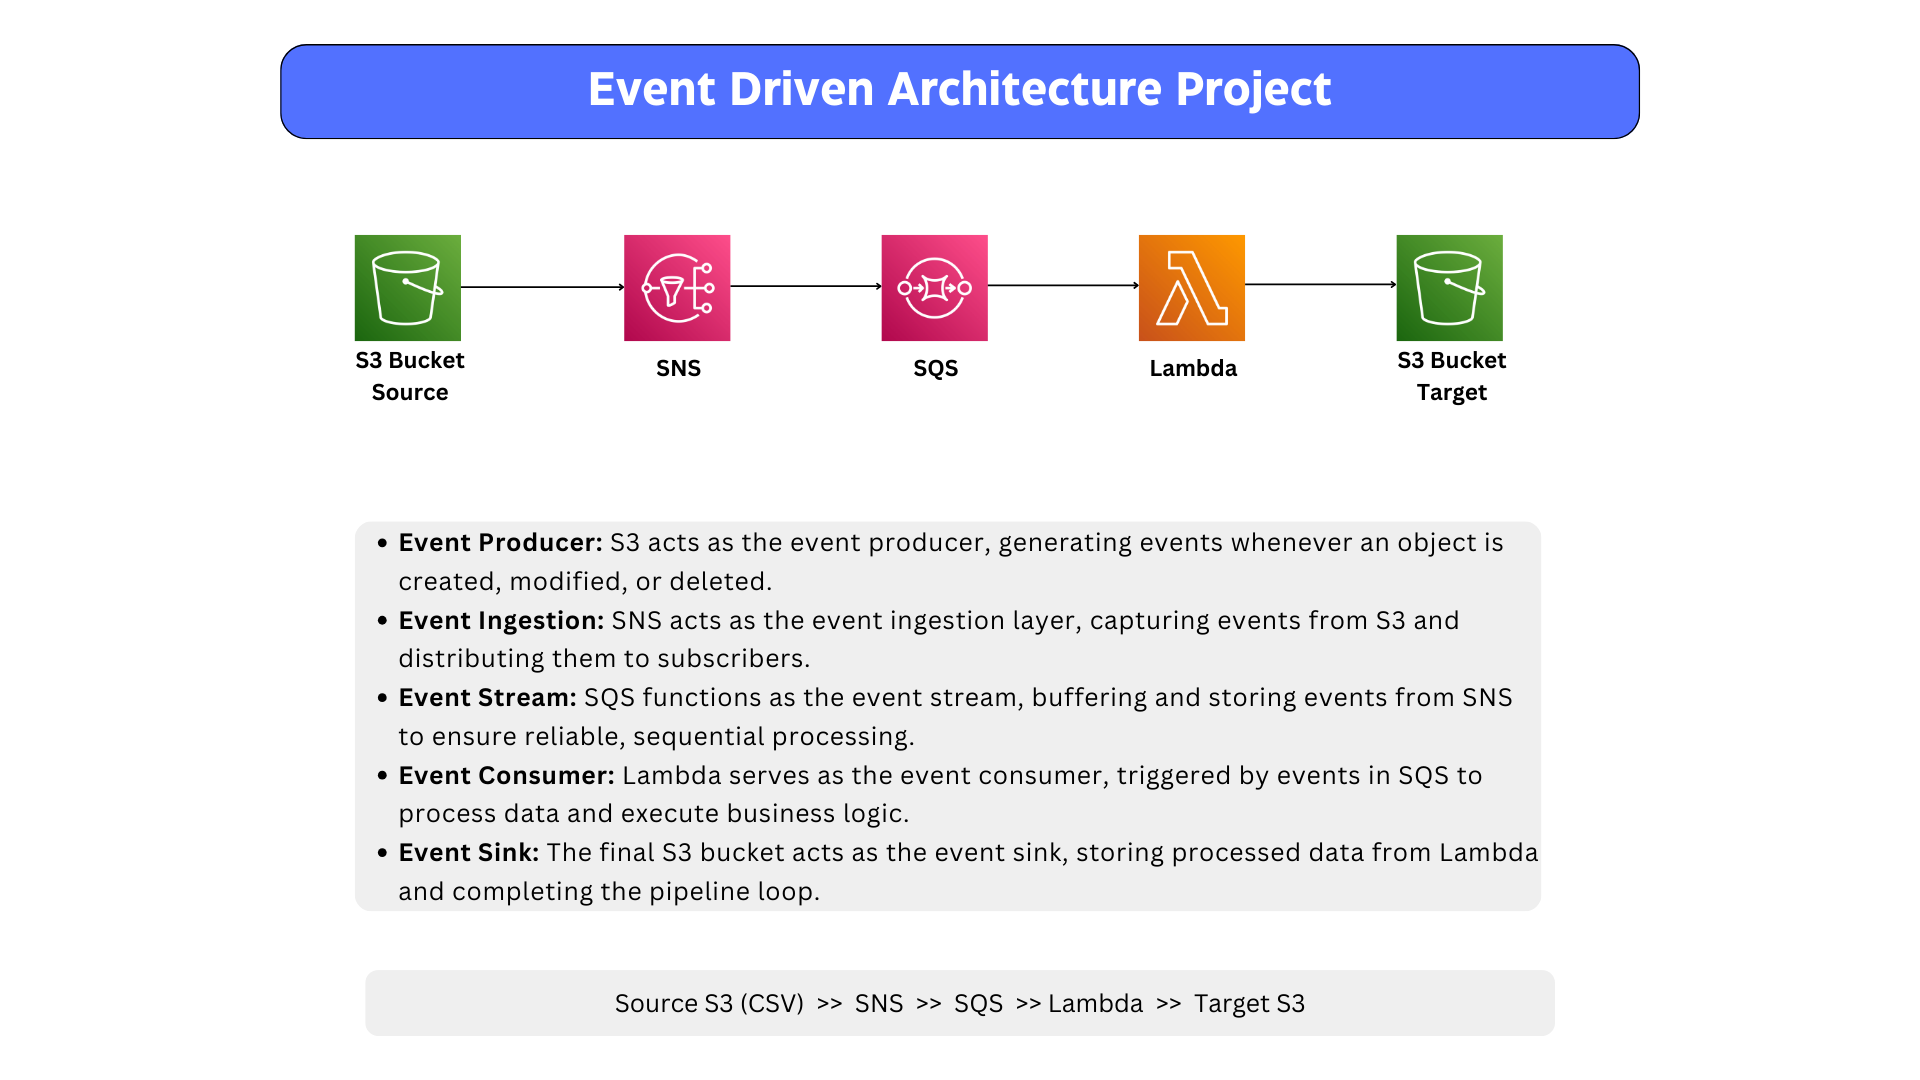 Event Driven Architecture Project
S3 Bucket
Source
SNS
SQS
Lambda
S3 Bucket
Target
• Event Producer: S3 acts as the event producer, generating events whenever an object is
created, modified, or deleted.
• Event Ingestion: SNS acts as the event ingestion layer, capturing events from S3 and
distributing them to subscribers.
• Event Stream: SQS functions as the event stream, buffering and storing events from SNS
to ensure reliable, sequential processing.
• Event Consumer: Lambda serves as the event consumer, triggered by events in SQS to
process data and execute business logic.
• Event Sink: The final S3 bucket acts as the event sink, storing processed data from Lambda
and completing the pipeline loop.
Source S3 (CSV) >> SNS >> SQS >> Lambda >> Target S3